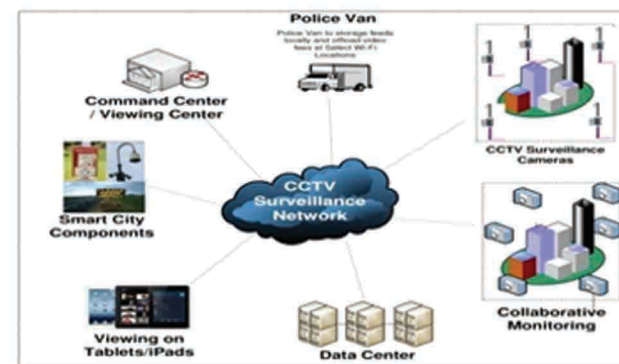 Police Van
Police Van to storage feeds
locally and offload video
fees at Select Wi-Fi
Locations
Command Center
/ Viewing Center
CCTV Surveillance
Cameras
Smart City
Components
CCTV
Surveillance
Network
Viewing on
Tablets/iPads
Data Center
Collaborative
Monitoring